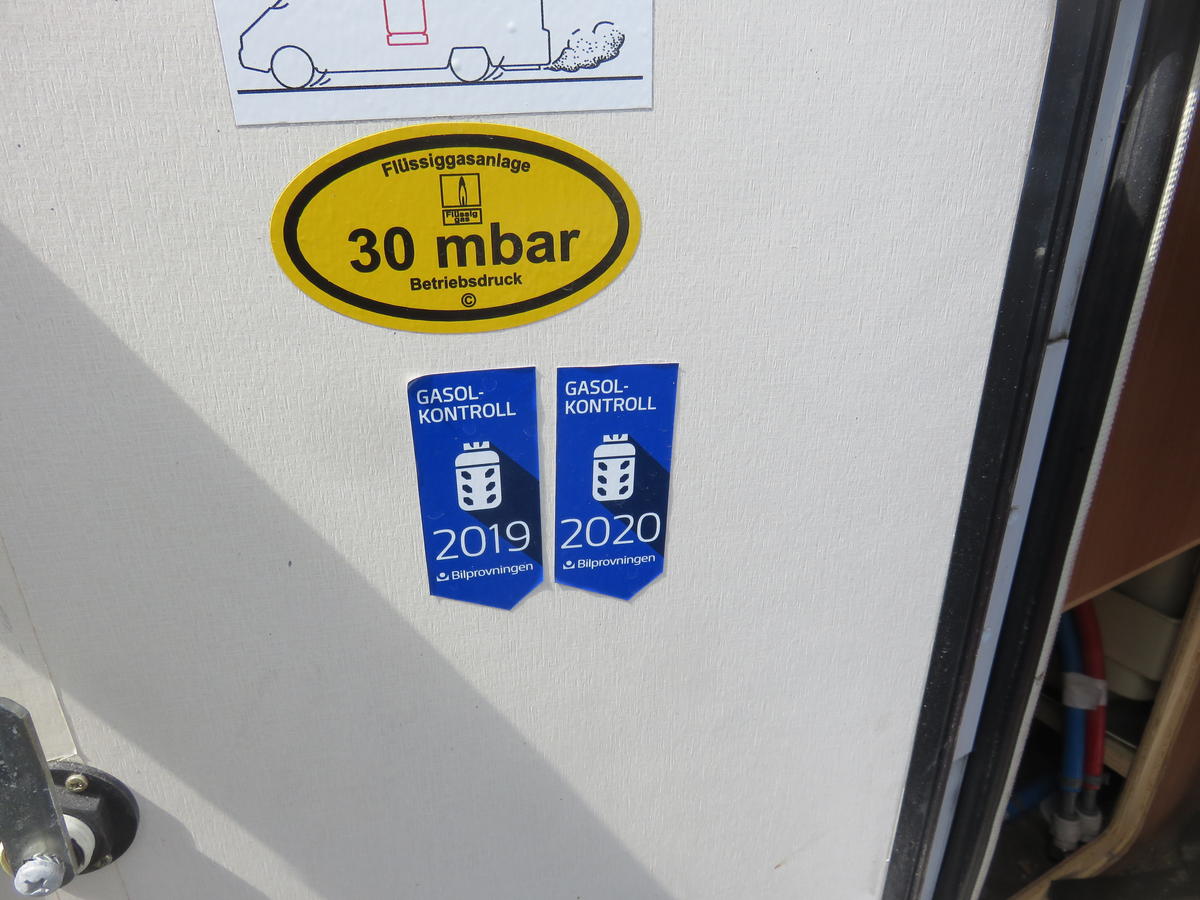 Flüssiggasanlage
Flüssig
gas
30 mbar
Betriebsdruck
©
GASOL-
KONTROLL
2019
Bilprovningen
GASOL-
KONTROLL
2020
Bilprovningen